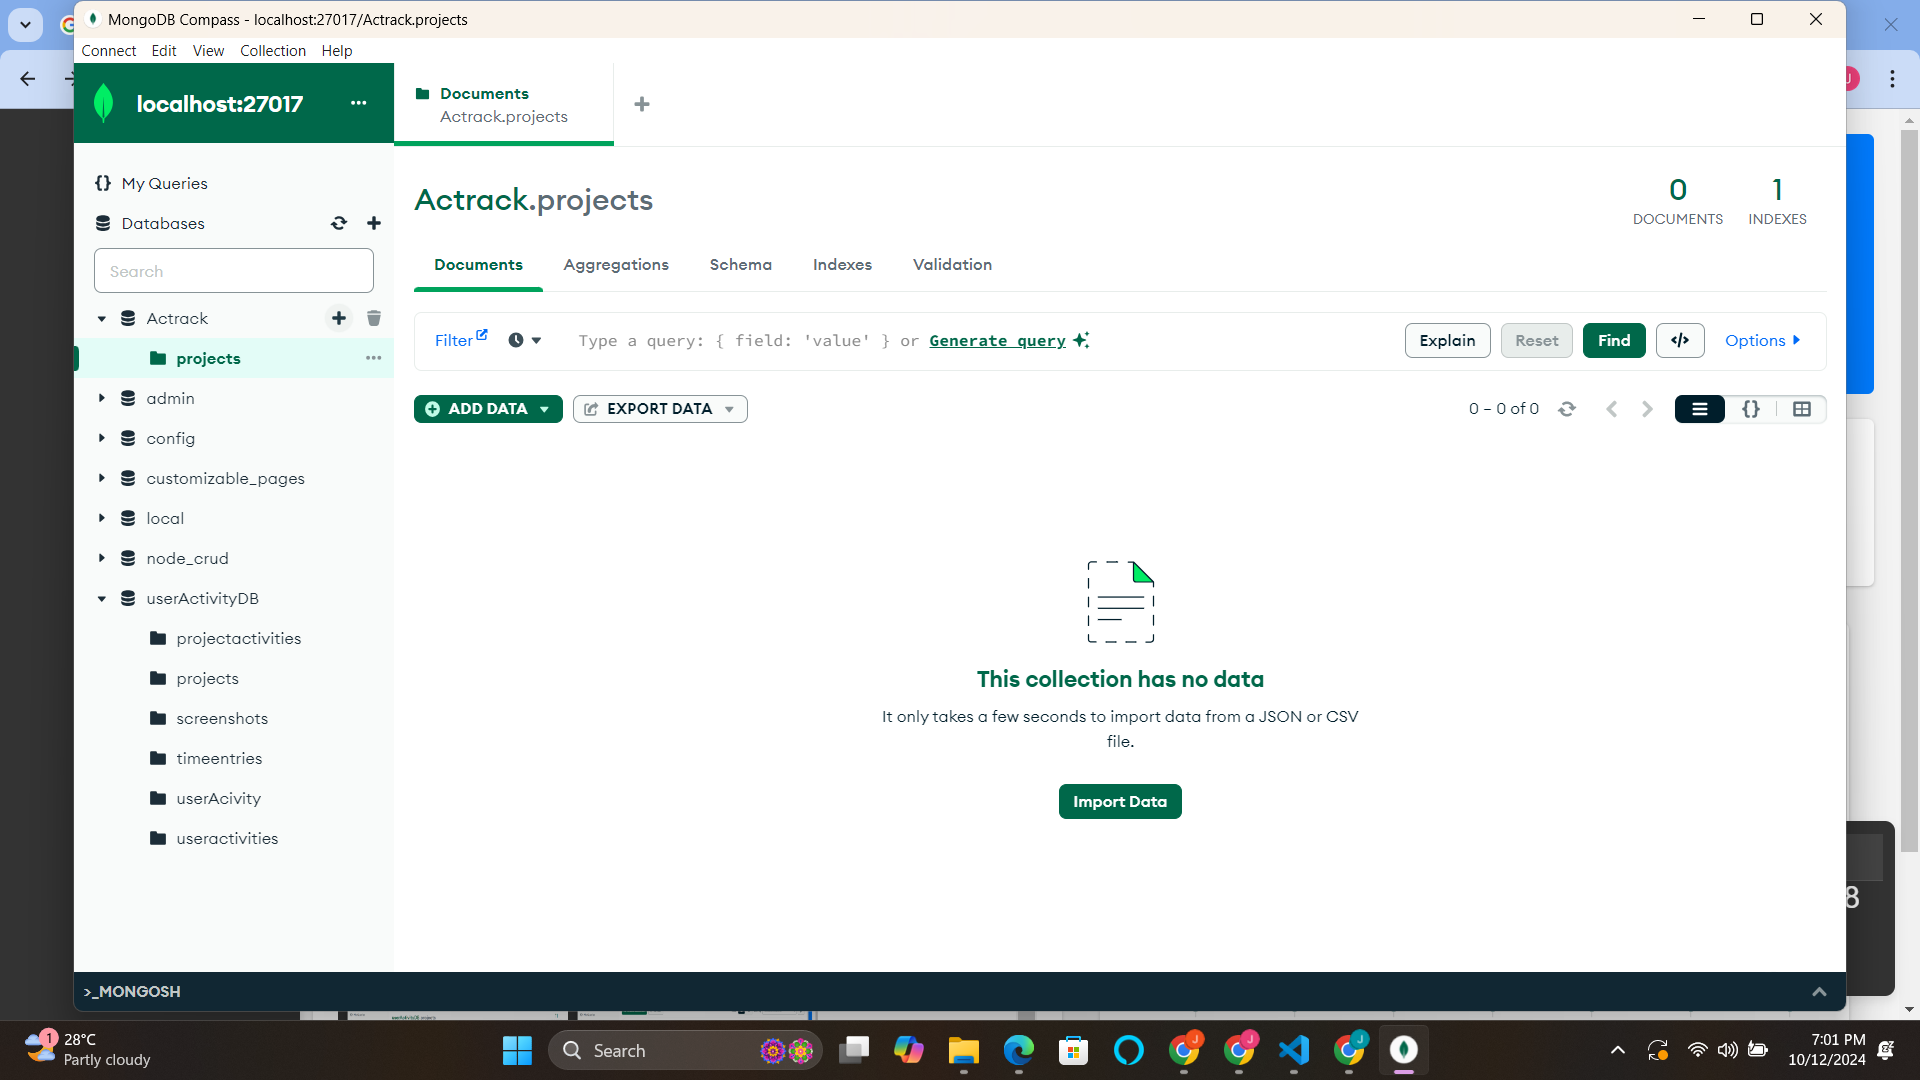 MongoDB Compass - localhost:27017/Actrack.projects
Connect Edit View Collection Help
localhost:27017
Documents
Actrack.projects
My Queries
Databases
Search
Actrack
projects
admin
config
customizable_pages
local
node_crud
userActivityDB
projectactivities
projects
screenshots
timeentries
userAcivity
useractivities
Actrack.projects
0
DOCUMENTS
1
INDEXES
Documents Aggregations Schema Indexes Validation
Filter
Type a query: { field: 'value' } or Generate query
Explain Reset Find </> Options
ADD DATA EXPORT DATA
0 – 0 of 0
This collection has no data
It only takes a few seconds to import data from a JSON or CSV
file.
Import Data
>_MONGOSH
8
1
28°C
Partly cloudy
Search
J
J
J
J
7:01 PM
10/12/2024